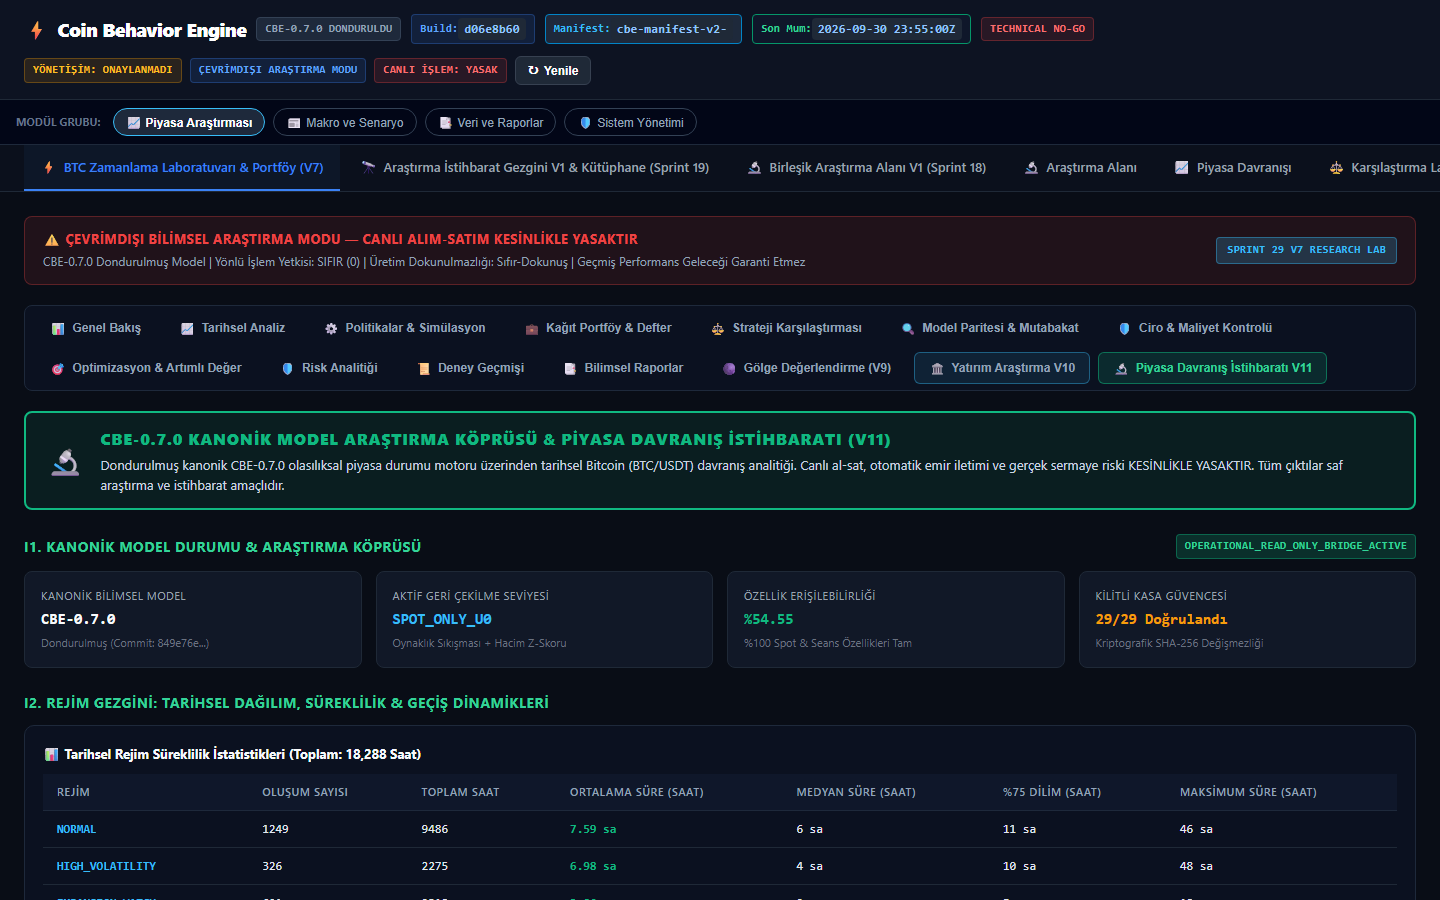 Coin Behavior Engine
CBE-0.7.0 DONDURULDU
Build: d06e8b60
Manifest: cbe-manifest-v2-
Son Mum: 2026-09-30 23:55:00Z
TECHNICAL NO-GO
YÖNETİŞİM: ONAYLANMADI
ÇEVRİMDIŞI ARAŞTIRMA MODU
CANLI İŞLEM: YASAK
↻ Yenile
MODÜL GRUBU:
Piyasa Araştırması
Makro ve Senaryo
Veri ve Raporlar
Sistem Yönetimi
BTC Zamanlama Laboratuvarı & Portföy (V7)
Araştırma İstihbarat Gezgini V1 & Kütüphane (Sprint 19)
Birleşik Araştırma Alanı V1 (Sprint 18)
Araştırma Alanı
Piyasa Davranışı
Karşılaştırma La
ÇEVRİMDIŞI BİLİMSEL ARAŞTIRMA MODU — CANLI ALIM-SATIM KESİNLİKLE YASAKTIR
CBE-0.7.0 Dondurulmuş Model | Yönlü İşlem Yetkisi: SIFIR (0) | Üretim Dokunulmazlığı: Sıfır-Dokunuş | Geçmiş Performans Geleceği Garanti Etmez
SPRINT 29 V7 RESEARCH LAB
Genel Bakış
Tarihsel Analiz
Politikalar & Simülasyon
Kağıt Portföy & Defter
Strateji Karşılaştırması
Model Paritesi & Mutabakat
Ciro & Maliyet Kontrolü
Optimizasyon & Artımlı Değer
Risk Analitiği
Deney Geçmişi
Bilimsel Raporlar
Gölge Değerlendirme (V9)
Yatırım Araştırma V10
Piyasa Davranış İstihbaratı V11
CBE-0.7.0 KANONİK MODEL ARAŞTIRMA KÖPRÜSÜ & PİYASA DAVRANIŞ İSTİHBARATI (V11)
Dondurulmuş kanonik CBE-0.7.0 olasılıksal piyasa durumu motoru üzerinden tarihsel Bitcoin (BTC/USDT) davranış analitiği. Canlı al-sat, otomatik emir iletimi ve gerçek sermaye riski KESİNLİKLE YASAKTIR. Tüm çıktılar saf
araştırma ve istihbarat amaçlıdır.
I1. KANONİK MODEL DURUMU & ARAŞTIRMA KÖPRÜSÜ
OPERATIONAL_READ_ONLY_BRIDGE_ACTIVE
KANONİK BİLİMSEL MODEL
CBE-0.7.0
Dondurulmuş (Commit: 849e76e...)
AKTİF GERİ ÇEKİLME SEVİYESİ
SPOT_ONLY_U0
Oynaklık Sıkışması + Hacim Z-Skoru
ÖZELLİK ERİŞİLEBİLİRLİĞİ
%54.55
%100 Spot & Seans Özellikleri Tam
KİLİTLİ KASA GÜVENCESİ
29/29 Doğrulandı
Kriptografik SHA-256 Değişmezliği
I2. REJİM GEZGİNİ: TARİHSEL DAĞILIM, SÜREKLİLİK & GEÇİŞ DİNAMİKLERİ
Tarihsel Rejim Süreklilik İstatistikleri (Toplam: 18,288 Saat)
REJİM OLUŞUM SAYISI TOPLAM SAAT ORTALAMA SÜRE (SAAT) MEDYAN SÜRE (SAAT) %75 DİLİM (SAAT) MAKSİMUM SÜRE (SAAT)
NORMAL 1249 9486 7.59 sa 6 sa 11 sa 46 sa
HIGH_VOLATILITY 326 2275 6.98 sa 4 sa 10 sa 48 sa